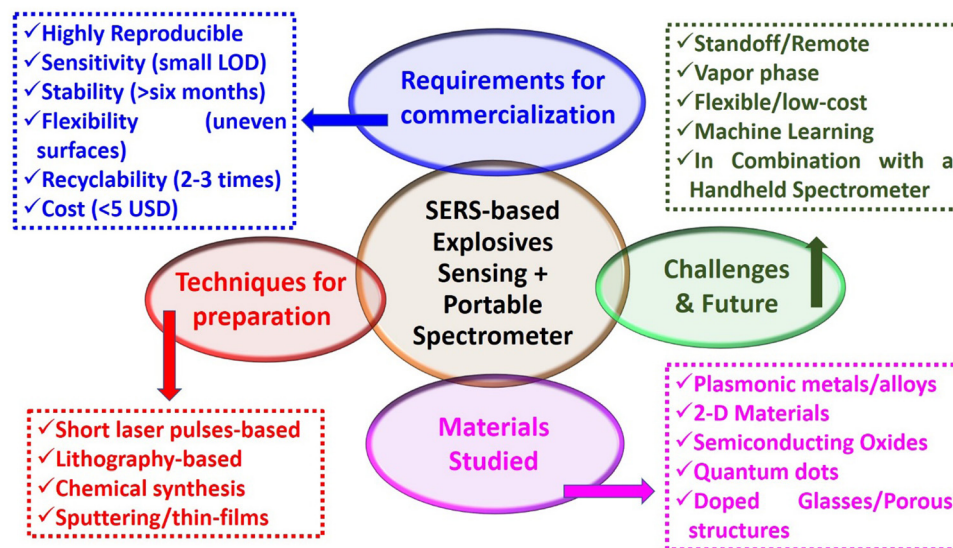 ✓Highly Reproducible
✓Sensitivity (small LOD)
✓Stability (>six months)
✓Flexibility (uneven
surfaces)
✓Recyclability (2-3 times)
✓Cost (<5 USD)
Requirements for
commercialization
✓Standoff/Remote
✓Vapor phase
✓Flexible/low-cost
✓Machine Learning
✓In Combination with a
Handheld Spectrometer
SERS-based
Explosives
Sensing +
Portable
Spectrometer
Techniques for
preparation
Challenges
& Future
Materials
Studied
✓Short laser pulses-based
✓Lithography-based
✓Chemical synthesis
✓Sputtering/thin-films
✓Plasmonic metals/alloys
✓2-D Materials
✓Semiconducting Oxides
✓Quantum dots
✓Doped Glasses/Porous
structures